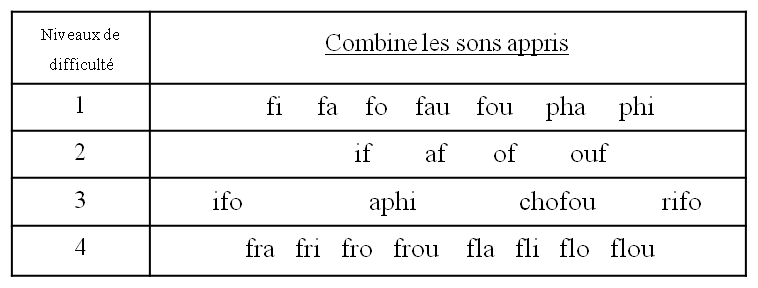 Niveaux de
difficulté
Combine les sons appris
1 fi fa fo fau fou pha phi
2 if af of ouf
3 ifo aphi chofou rifo
4 fra fri fro frou fla fli flo flou